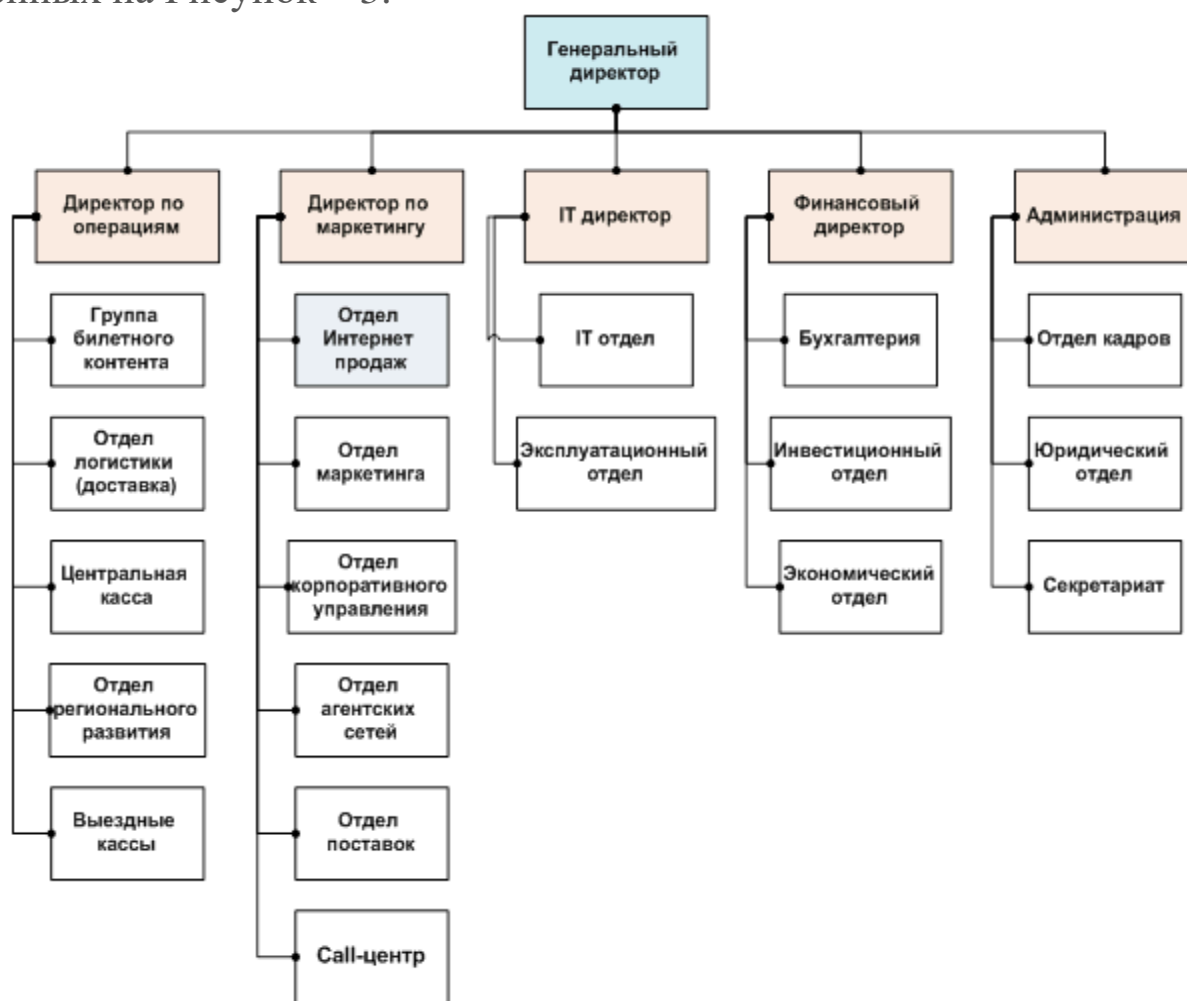 на Рисунок
Генеральный
директор
Директор по
операциям
Директор по
маркетингу
IT директор
Финансовый
директор
Администрация
Группа
билетного
контента
Отдел
Интернет
продаж
IT отдел
Бухгалтерия
Отдел кадров
Отдел
логистики
(доставка)
Отдел
маркетинга
Эксплуатационный
отдел
Инвестиционный
отдел
Юридический
отдел
Центральная
касса
Отдел
корпоративного
управления
Экономический
отдел
Секретариат
Отдел
регионального
развития
Отдел
агентских
сетей
Выездные
кассы
Отдел
поставок
Call-центр